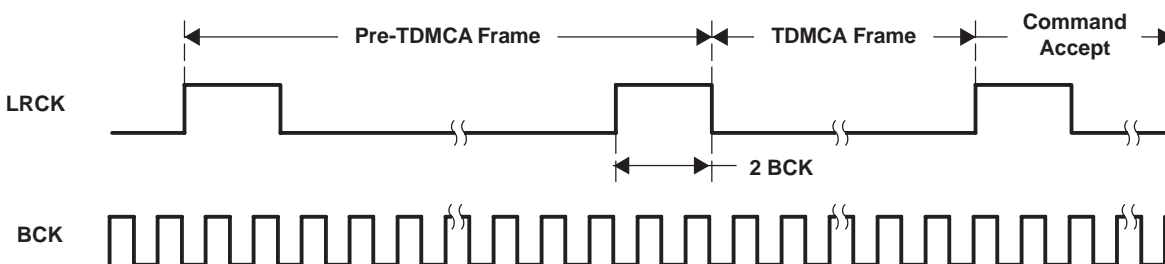 Pre-TDMCA Frame
TDMCA Frame
Command
Accept
LRCK
2 BCK
BCK